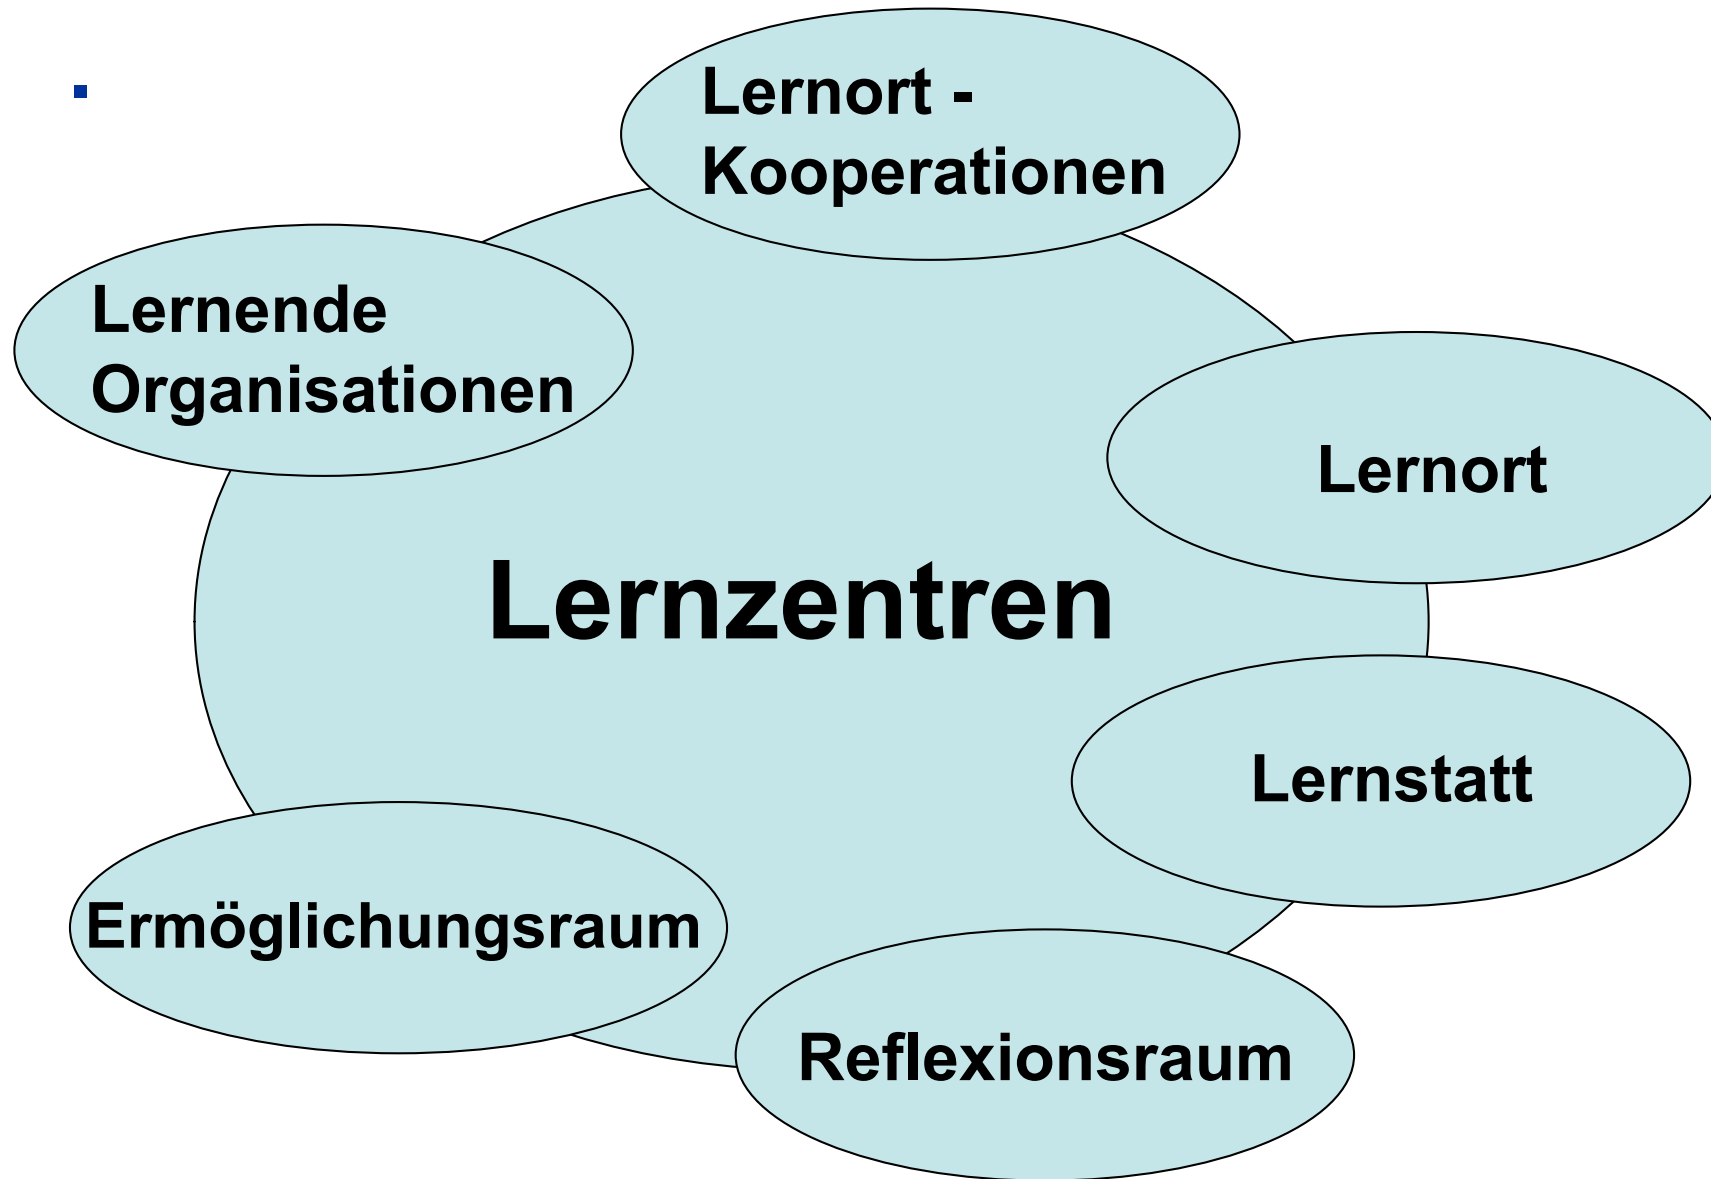 Lernort -
Kooperationen
Lernende
Organisationen
Lernort
Lernzentren
Lernstatt
Ermöglichungsraum
Reflexionsraum